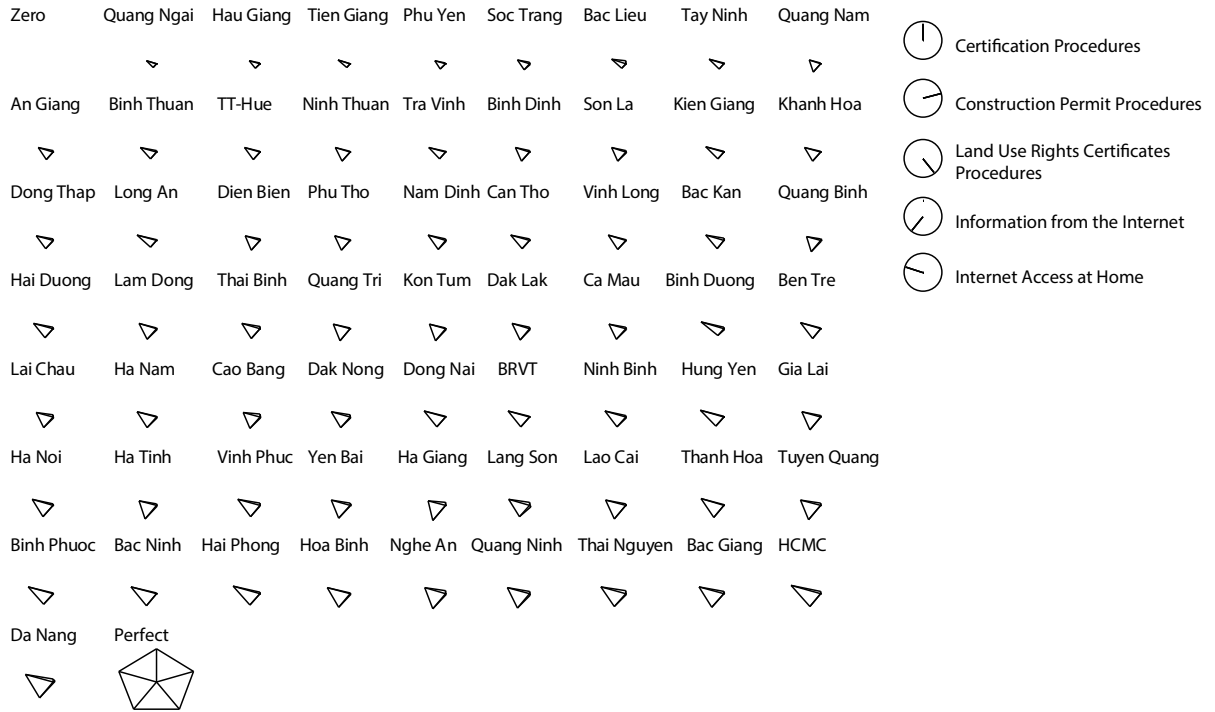 Zero Quang Ngai Hau Giang Tien Giang Phu Yen Soc Trang Bac Lieu Tay Ninh Quang Nam
An Giang Binh Thuan TT-Hue Ninh Thuan Tra Vinh Binh Dinh Son La Kien Giang Khanh Hoa
Dong Thap Long An Dien Bien Phu Tho Nam Dinh Can Tho Vinh Long Bac Kan Quang Binh
Hai Duong Lam Dong Thai Binh Quang Tri Kon Tum Dak Lak Ca Mau Binh Duong Ben Tre
Lai Chau Ha Nam Cao Bang Dak Nong Dong Nai BRVT Ninh Binh Hung Yen Gia Lai
Ha Noi Ha Tinh Vinh Phuc Yen Bai Ha Giang Lang Son Lao Cai Thanh Hoa Tuyen Quang
Binh Phuoc Bac Ninh Hai Phong Hoa Binh Nghe An Quang Ninh Thai Nguyen Bac Giang HCMC
Da Nang Perfect
Certification Procedures
Construction Permit Procedures
Land Use Rights Certificates
Procedures
Information from the Internet
Internet Access at Home